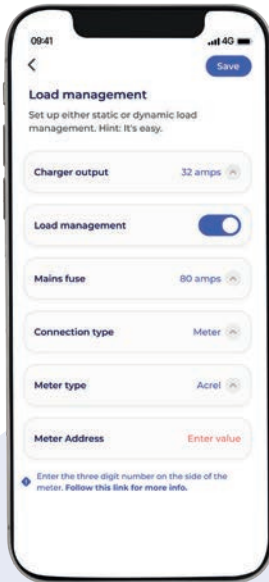 09:41 4G
Save
Load management
Set up either static or dynamic load
management. Hint: It's easy.
Charger output 32 amps
Load management
Mains fuse 80 amps
Connection type Meter
Meter type Acrel
Meter Address Enter value
Enter the three digit number on the side of the
meter. Follow this link for more info.